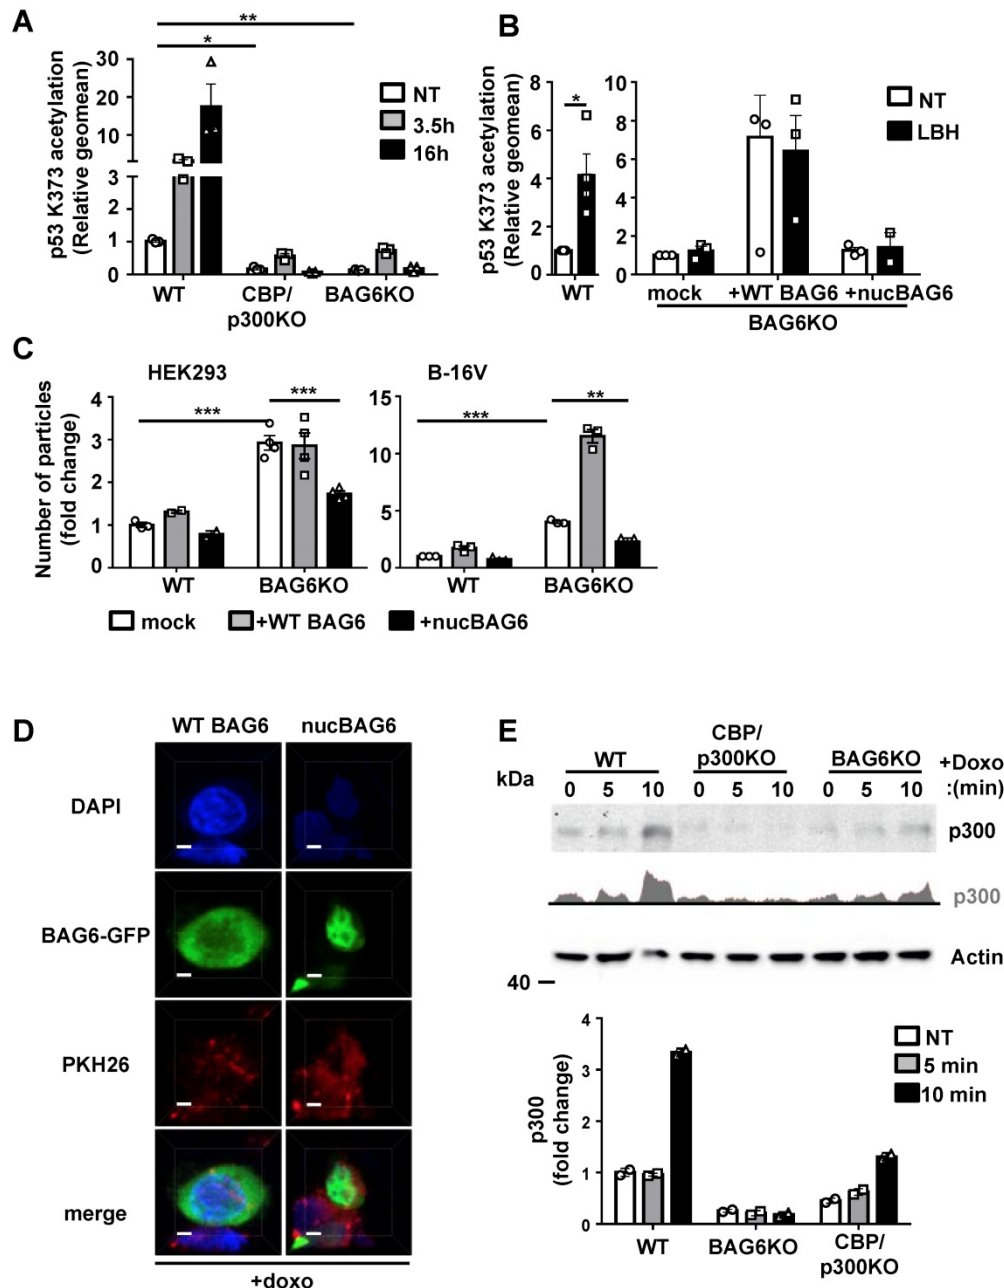 A
**
*
p53 K373 acetylation
(Relative geomean)
30
20
10
3
2
1
0
NT
3.5h
16h
WT
CBP/
p300KO
BAG6KO
B
p53 K373 acetylation
(Relative geomean)
8
6
4
2
0
*
WT
10
8
6
4
2
0
NT
LBH
mock
+WT BAG6
+nucBAG6
BAG6KO
C
HEK293
B-16V
Number of particles
(fold change)
4
3
2
1
0
***
***
WT
BAG6KO
15
10
5
0
***
**
WT
BAG6KO
mock
+WT BAG6
+nucBAG6
D
WT BAG6
nucBAG6
DAPI
BAG6-GFP
PKH26
merge
+doxo
E
kDa
WT
CBP/
p300KO
BAG6KO
+Doxo
0 5 10 0 5 10 0 5 10 :(min)
p300
p300
Actin
40
p300
(fold change)
4
3
2
1
0
NT
5 min
10 min
WT
BAG6KO
CBP/
p300KO